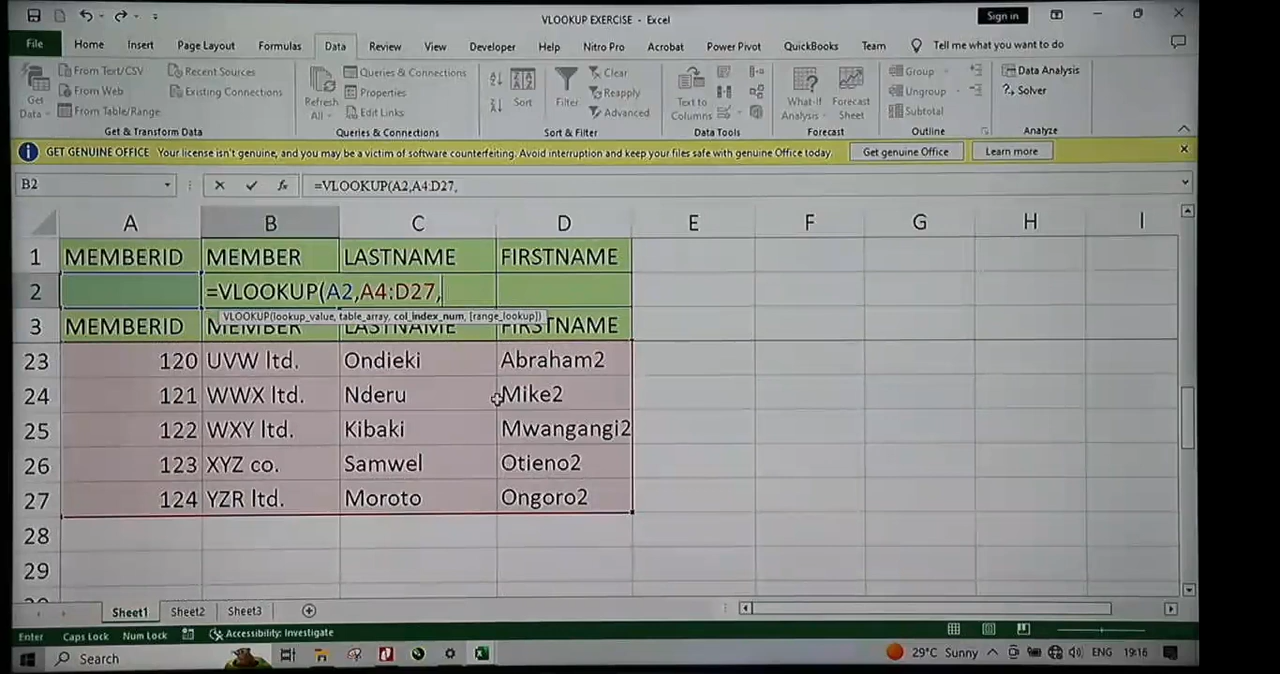 VLOOKUP EXERCISE - Excel
Sign in
File Home Insert Page Layout Formulas Data Review View Developer Help Nitro Pro Acrobat Power Pivot QuickBooks Team Tell me what you want to do
Get Data
From Text/CSV
From Web
From Table/Range
Recent Sources
Existing Connections
Get & Transform Data
Refresh All
Queries & Connections
Properties
Edit Links
Queries & Connections
Sort
Filter
Clear
Reapply
Advanced
Sort & Filter
Text to Columns
Data Tools
What-If Analysis
Forecast Sheet
Forecast
Group
Ungroup
Subtotal
Outline
Data Analysis
Solver
Analyze
GET GENUINE OFFICE Your license isn't genuine, and you may be a victim of software counterfeiting. Avoid interruption and keep your files safe with genuine Office today. Get genuine Office Learn more
B2 fx =VLOOKUP(A2,A4:D27,
A B C D E F G H I
1 MEMBERID MEMBER LASTNAME FIRSTNAME
2 =VLOOKUP(A2,A4:D27,
VLOOKUP(lookup_value, table_array, col_index_num, [range_lookup])
3 MEMBERID MEMBER LASTNAME FIRSTNAME
23 120 UVW ltd. Ondieki Abraham2
24 121 WWX ltd. Nderu Mike2
25 122 WXY ltd. Kibaki Mwangangi2
26 123 XYZ co. Samwel Otieno2
27 124 YZR ltd. Moroto Ongoro2
28
29
Sheet1 Sheet2 Sheet3
Enter Caps Lock Num Lock Accessibility: Investigate
Search 29°C Sunny ENG 19:16